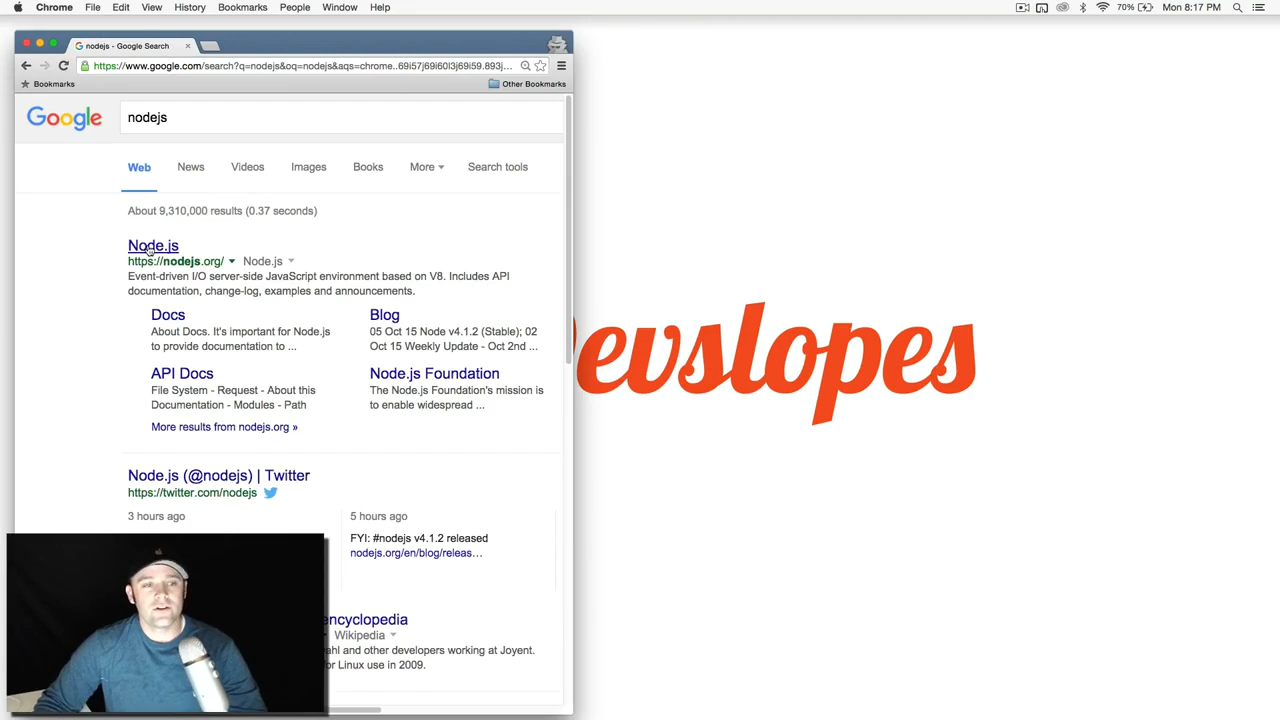 Chrome File Edit View History Bookmarks People Window Help 70% Mon 8:17 PM
nodejs - Google Search
https://www.google.com/search?q=nodejs&oq=nodejs&aqs=chrome..69i57j69i60l3j69i59.893j...
Bookmarks Other Bookmarks
Google nodejs
Web News Videos Images Books More Search tools
About 9,310,000 results (0.37 seconds)
Node.js
https://nodejs.org/ Node.js
Event-driven I/O server-side JavaScript environment based on V8. Includes API
documentation, change-log, examples and announcements.
Docs
About Docs. It's important for Node.js
to provide documentation to ...
Blog
05 Oct 15 Node v4.1.2 (Stable); 02
Oct 15 Weekly Update - Oct 2nd ...
API Docs
File System - Request - About this
Documentation - Modules - Path
Node.js Foundation
The Node.js Foundation's mission is
to enable widespread ...
More results from nodejs.org »
Node.js (@nodejs) | Twitter
https://twitter.com/nodejs
3 hours ago
5 hours ago
FYI: #nodejs v4.1.2 released
nodejs.org/en/blog/releas…
encyclopedia
Wikipedia
ahl and other developers working at Joyent.
for Linux use in 2009.
evslopes